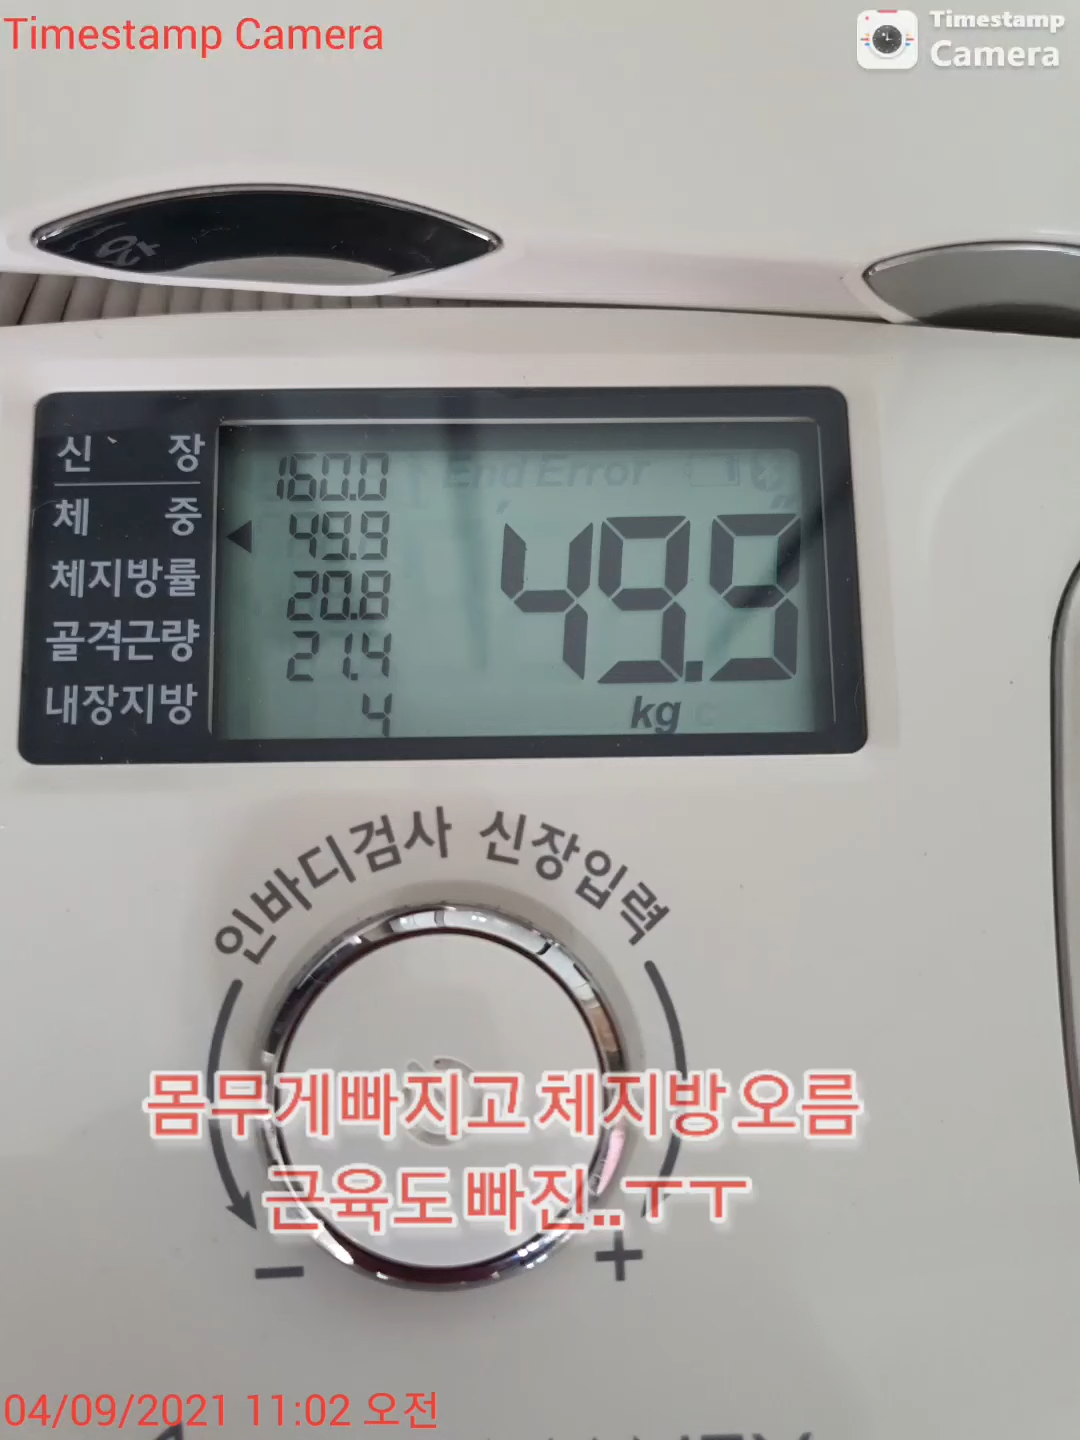 Timestamp Camera
Timestamp
Camera
신 장
체 중
체지방률
골격근량
내장지방
160.0
49.9
20.8
21.4
4
End Error
49.9
kg
인바디검사 신장입력
몸무게빠지고 체지방 오름
근육도 빠진.. ㅜㅜ
- +
04/09/2021 11:02 오전